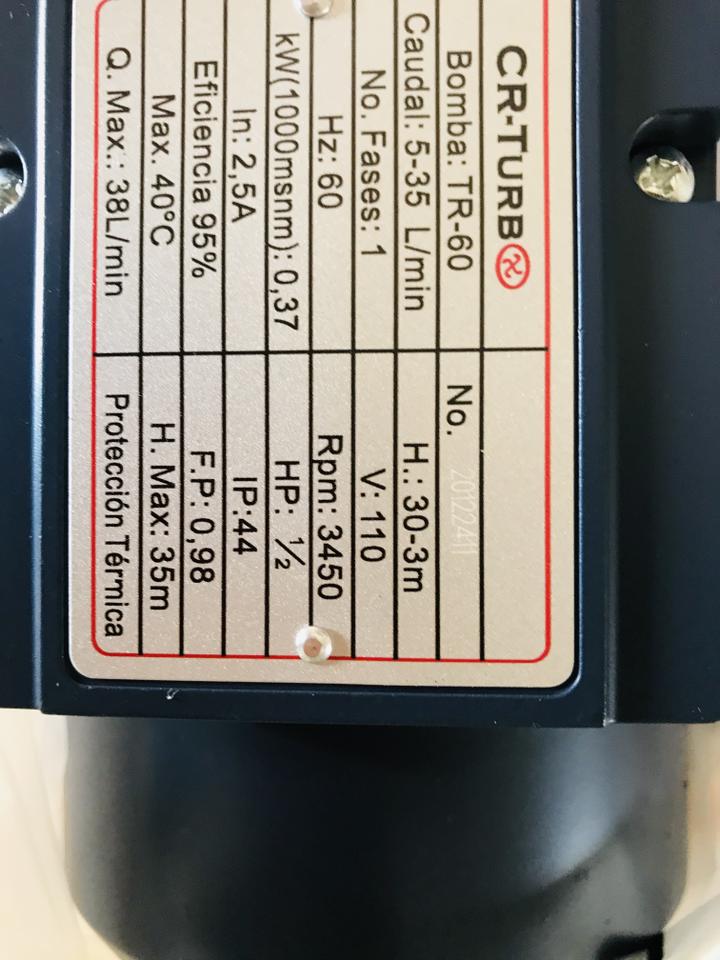 CR-TURBO
Bomba: TR-60 No. 20122411
Caudal: 5-35 L/min H.: 30-3m
No. Fases: 1 V: 110
Hz: 60 Rpm: 3450
kW(1000msnm): 0,37 HP: ½
In: 2,5A IP:44
Eficiencia 95% F.P: 0,98
Max. 40°C H. Max: 35m
Q. Max.: 38L/min Protección Térmica